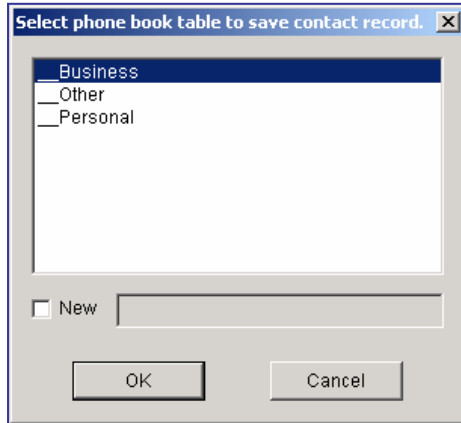 Select phone book table to save contact record.
__Business
__Other
__Personal
New
OK
Cancel